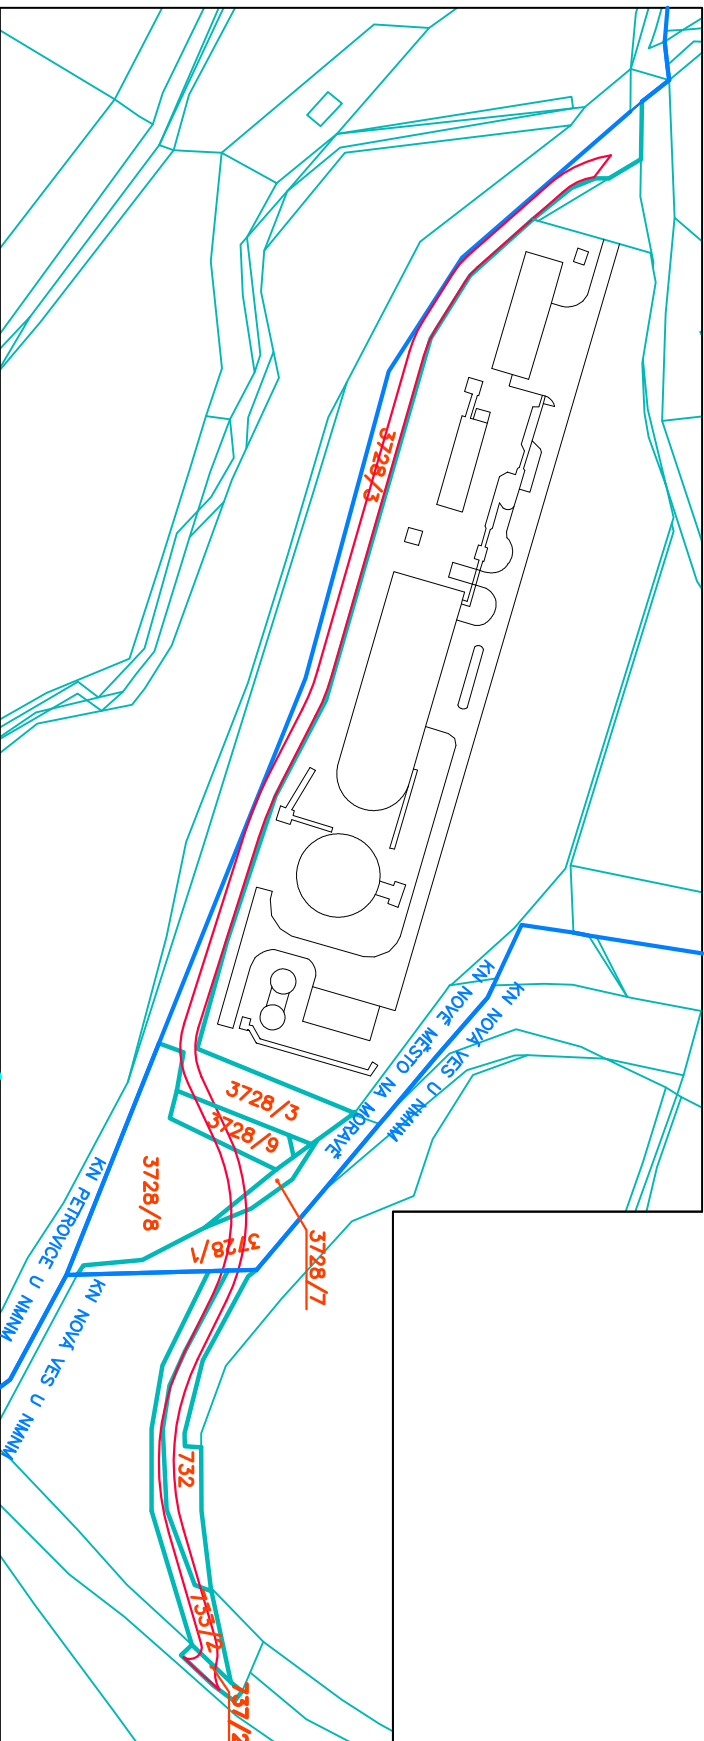 3728/3
KN NOVÉ MĚSTO NA MORAVĚ
KN NOVÁ VES U NMNM
3728/3
3728/9
3728/8
3728/1
3728/7
KN PETROVICE U NMNM
KN NOVÁ VES U NMNM
732
733/2
737/2